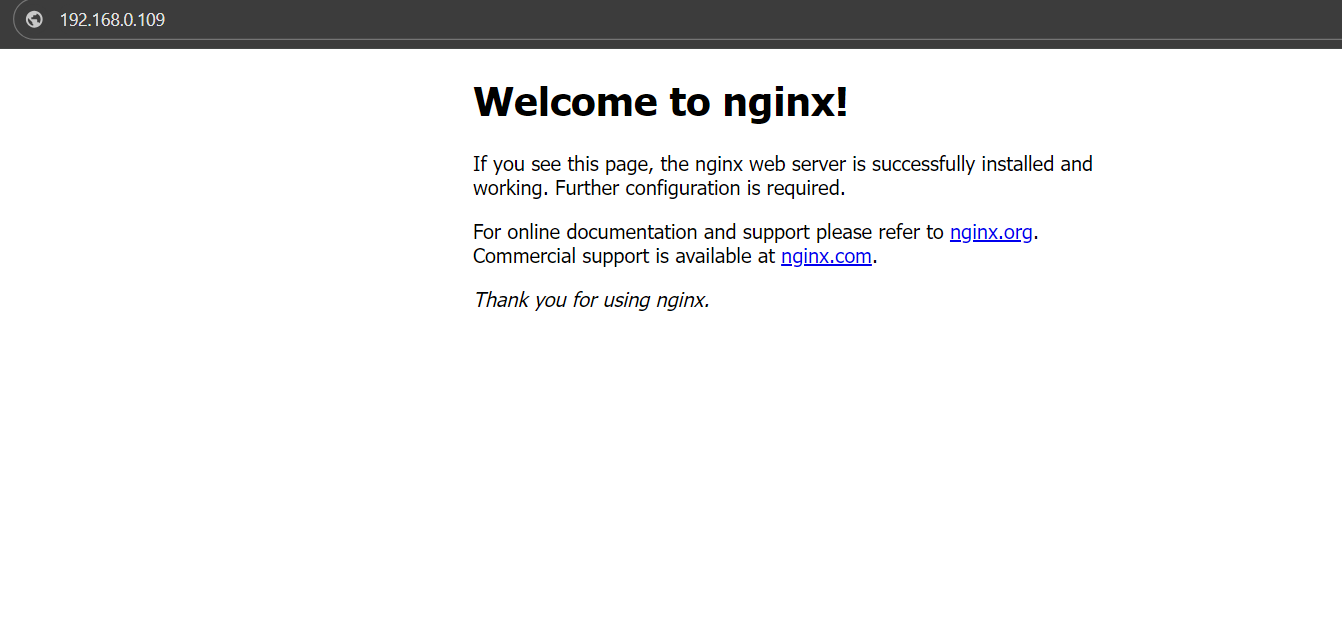 192.168.0.109
Welcome to nginx!
If you see this page, the nginx web server is successfully installed and
working. Further configuration is required.
For online documentation and support please refer to nginx.org.
Commercial support is available at nginx.com.
Thank you for using nginx.